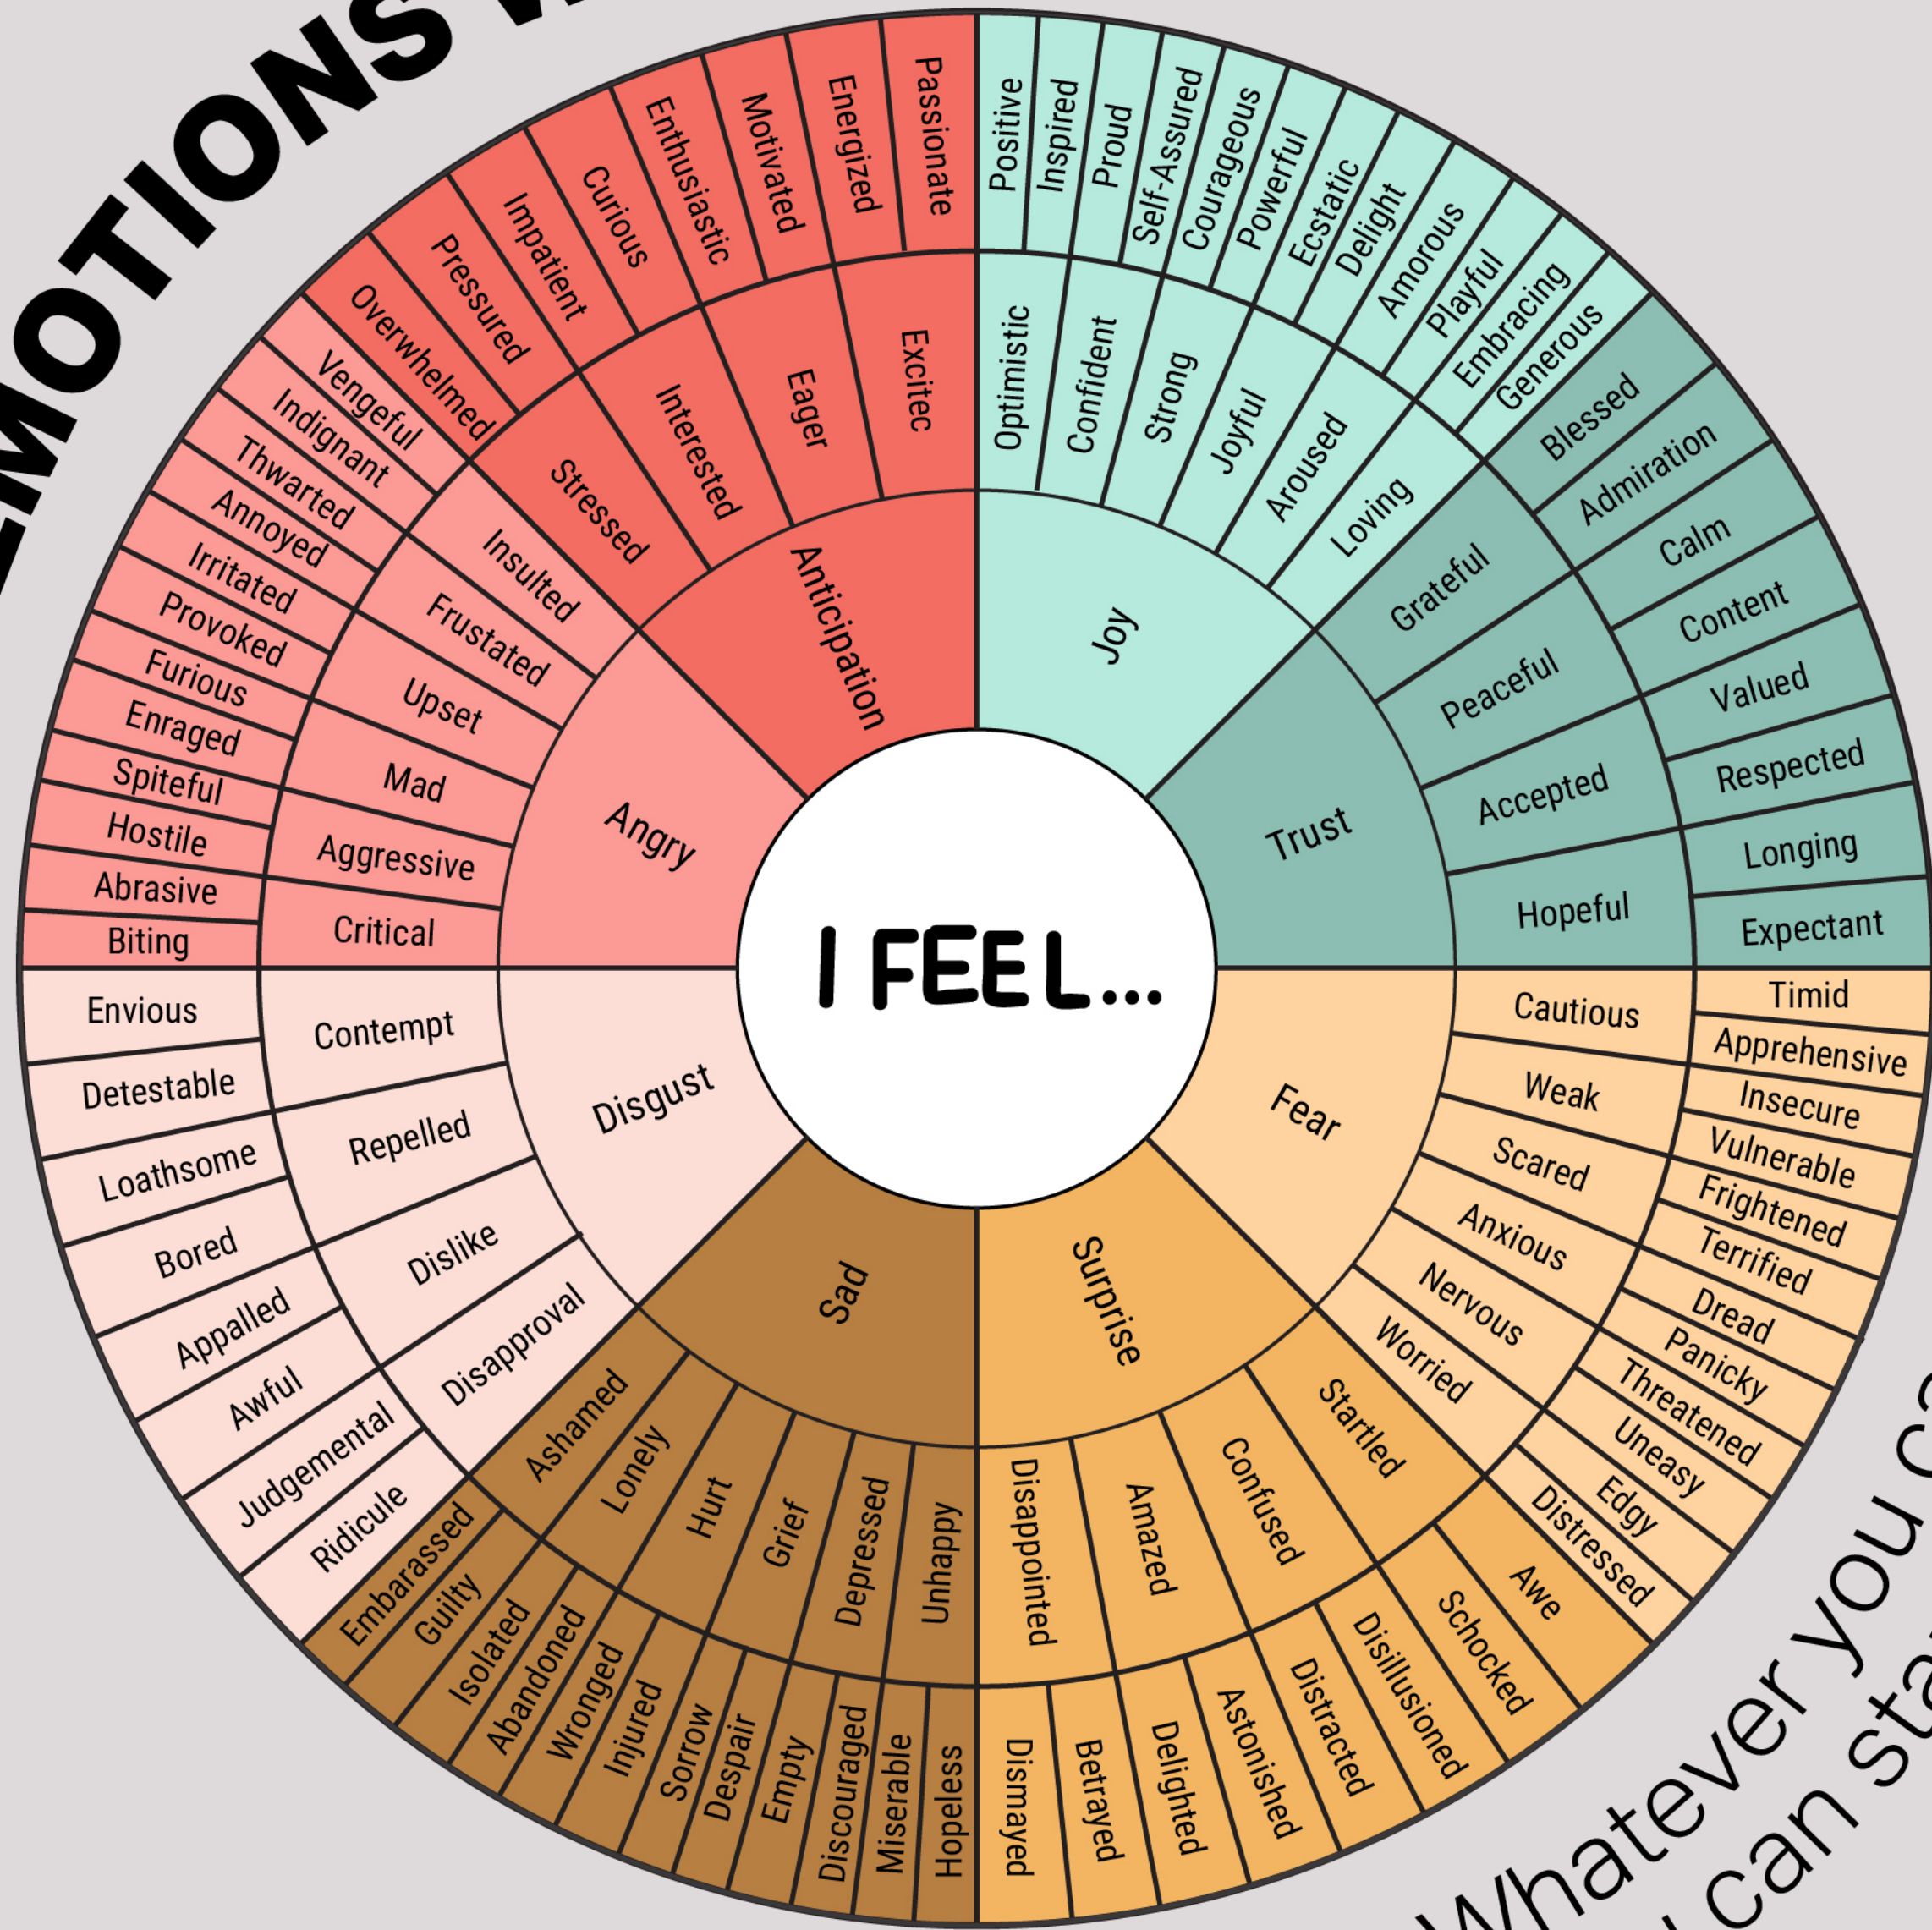 EMOTIONS
I FEEL...
Joy
Optimistic
Positive
Inspired
Confident
Proud
Self-Assured
Strong
Courageous
Powerful
Joyful
Ecstatic
Delight
Aroused
Amorous
Playful
Loving
Embracing
Generous
Trust
Grateful
Blessed
Admiration
Peaceful
Calm
Content
Accepted
Valued
Respected
Hopeful
Longing
Expectant
Fear
Cautious
Timid
Apprehensive
Weak
Insecure
Vulnerable
Scared
Frightened
Terrified
Anxious
Dread
Panicky
Nervous
Threatened
Uneasy
Worried
Edgy
Distressed
Surprise
Startled
Awe
Schocked
Confused
Disillusioned
Distracted
Amazed
Astonished
Delighted
Disappointed
Betrayed
Dismayed
Sad
Unhappy
Hopeless
Miserable
Depressed
Discouraged
Empty
Grief
Despair
Sorrow
Hurt
Injured
Wronged
Lonely
Abandoned
Isolated
Ashamed
Guilty
Embarassed
Disgust
Disapproval
Ridicule
Judgemental
Dislike
Awful
Appalled
Repelled
Bored
Loathsome
Contempt
Detestable
Envious
Angry
Critical
Biting
Abrasive
Aggressive
Hostile
Spiteful
Mad
Enraged
Furious
Upset
Provoked
Irritated
Frustated
Annoyed
Thwarted
Insulted
Indignant
Vengeful
Anticipation
Stressed
Overwhelmed
Pressured
Interested
Impatient
Curious
Eager
Enthusiastic
Motivated
Excitec
Energized
Passionate
Whatever you
can